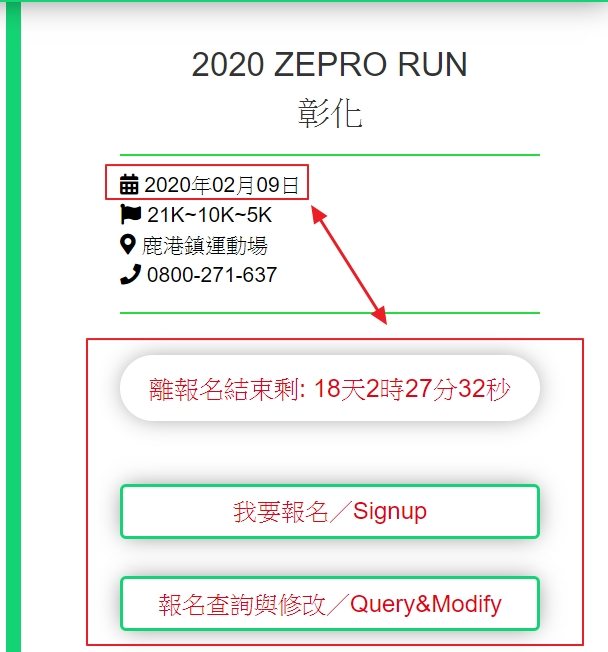 2020 ZEPRO RUN
彰化
2020年02月09日
21K~10K~5K
鹿港鎮運動場
0800-271-637
離報名結束剩: 18天2時27分32秒
我要報名／Signup
報名查詢與修改／Query&Modify